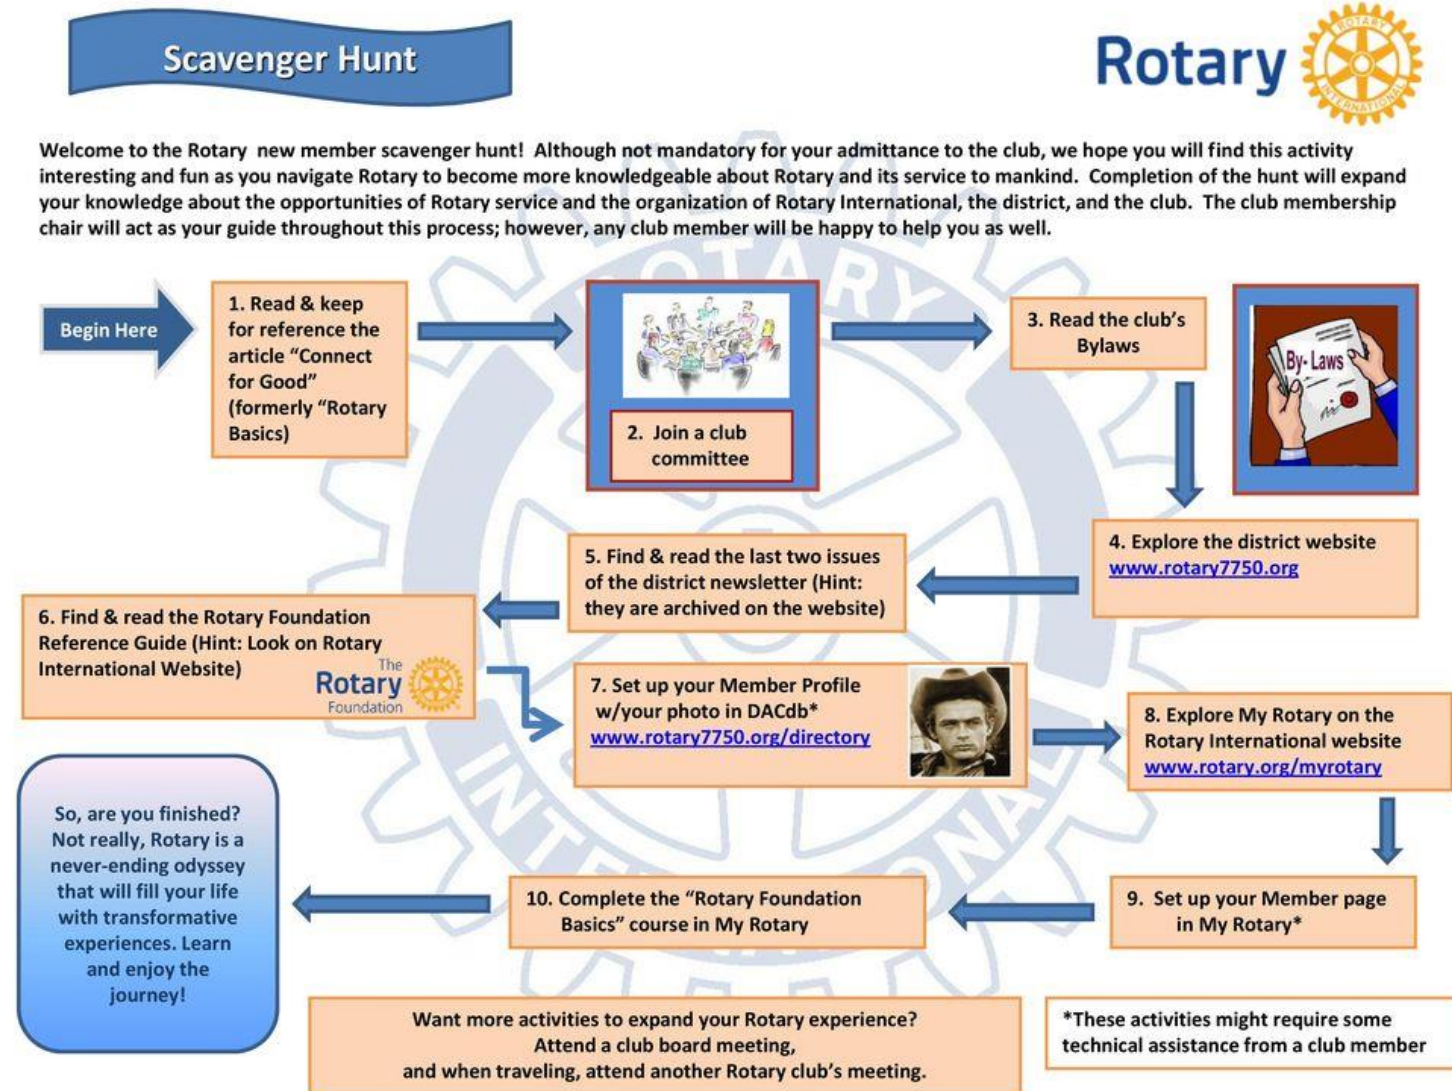 Scavenger Hunt
Rotary
ROTARY
INTERNATIONAL
Welcome to the Rotary new member scavenger hunt! Although not mandatory for your admittance to the club, we hope you will find this activity
interesting and fun as you navigate Rotary to become more knowledgeable about Rotary and its service to mankind. Completion of the hunt will expand
your knowledge about the opportunities of Rotary service and the organization of Rotary International, the district, and the club. The club membership
chair will act as your guide throughout this process; however, any club member will be happy to help you as well.
ROTARY
INTERNATIONAL
Begin Here
1. Read & keep
for reference the
article “Connect
for Good”
(formerly “Rotary
Basics)
2. Join a club
committee
3. Read the club’s
Bylaws
By-Laws
4. Explore the district website
www.rotary7750.org
5. Find & read the last two issues
of the district newsletter (Hint:
they are archived on the website)
6. Find & read the Rotary Foundation
Reference Guide (Hint: Look on Rotary
International Website)
The
Rotary
Foundation
7. Set up your Member Profile
w/your photo in DACdb*
www.rotary7750.org/directory
8. Explore My Rotary on the
Rotary International website
www.rotary.org/myrotary
9. Set up your Member page
in My Rotary*
10. Complete the “Rotary Foundation
Basics” course in My Rotary
So, are you finished?
Not really, Rotary is a
never-ending odyssey
that will fill your life
with transformative
experiences. Learn
and enjoy the
journey!
Want more activities to expand your Rotary experience?
Attend a club board meeting,
and when traveling, attend another Rotary club’s meeting.
*These activities might require some
technical assistance from a club member